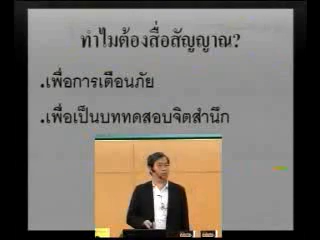 ทำไมต้องสื่อสัญญาณ?
.เพื่อการเตือนภัย
.เพื่อเป็นบททดสอบจิตสำนึก